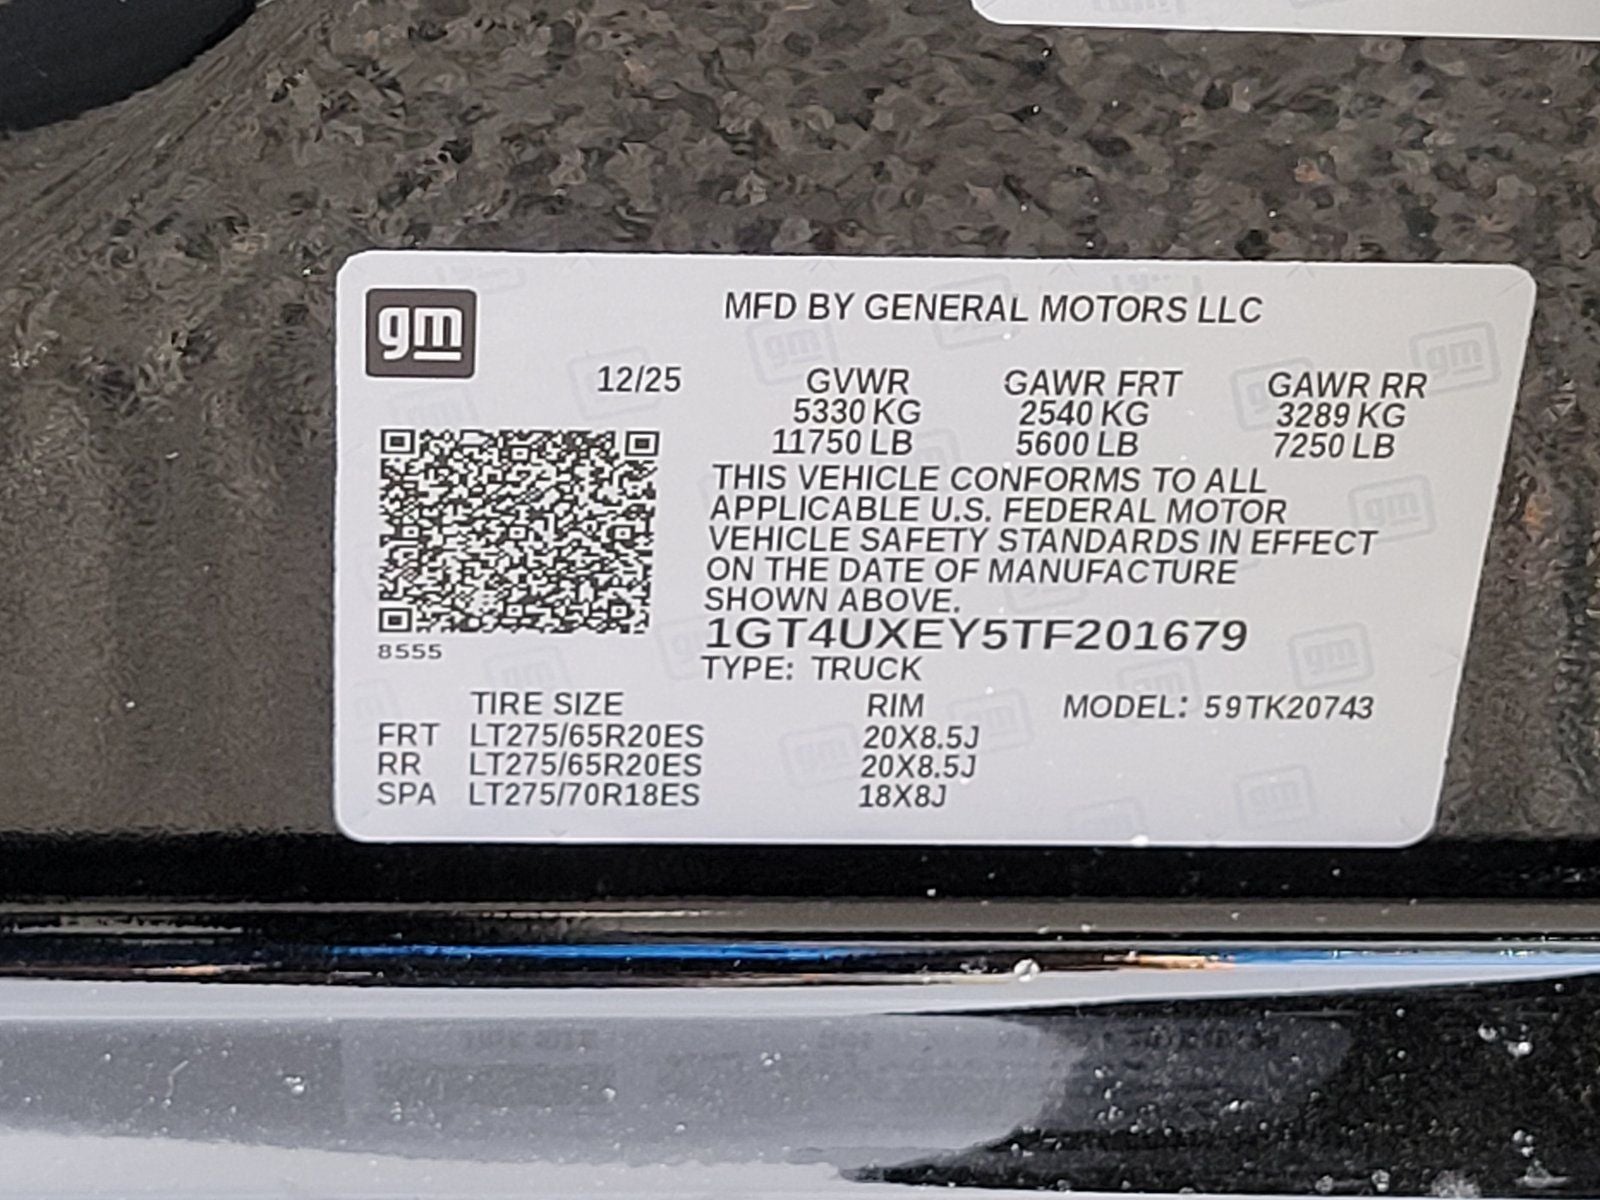 gm
MFD BY GENERAL MOTORS LLC
12/25 GVWR GAWR FRT GAWR RR
5330 KG 2540 KG 3289 KG
11750 LB 5600 LB 7250 LB
THIS VEHICLE CONFORMS TO ALL
APPLICABLE U.S. FEDERAL MOTOR
VEHICLE SAFETY STANDARDS IN EFFECT
ON THE DATE OF MANUFACTURE
SHOWN ABOVE.
1GT4UXEY5TF201679
8555
TYPE: TRUCK
TIRE SIZE RIM MODEL: 59TK20743
FRT LT275/65R20ES 20X8.5J
RR LT275/65R20ES 20X8.5J
SPA LT275/70R18ES 18X8J